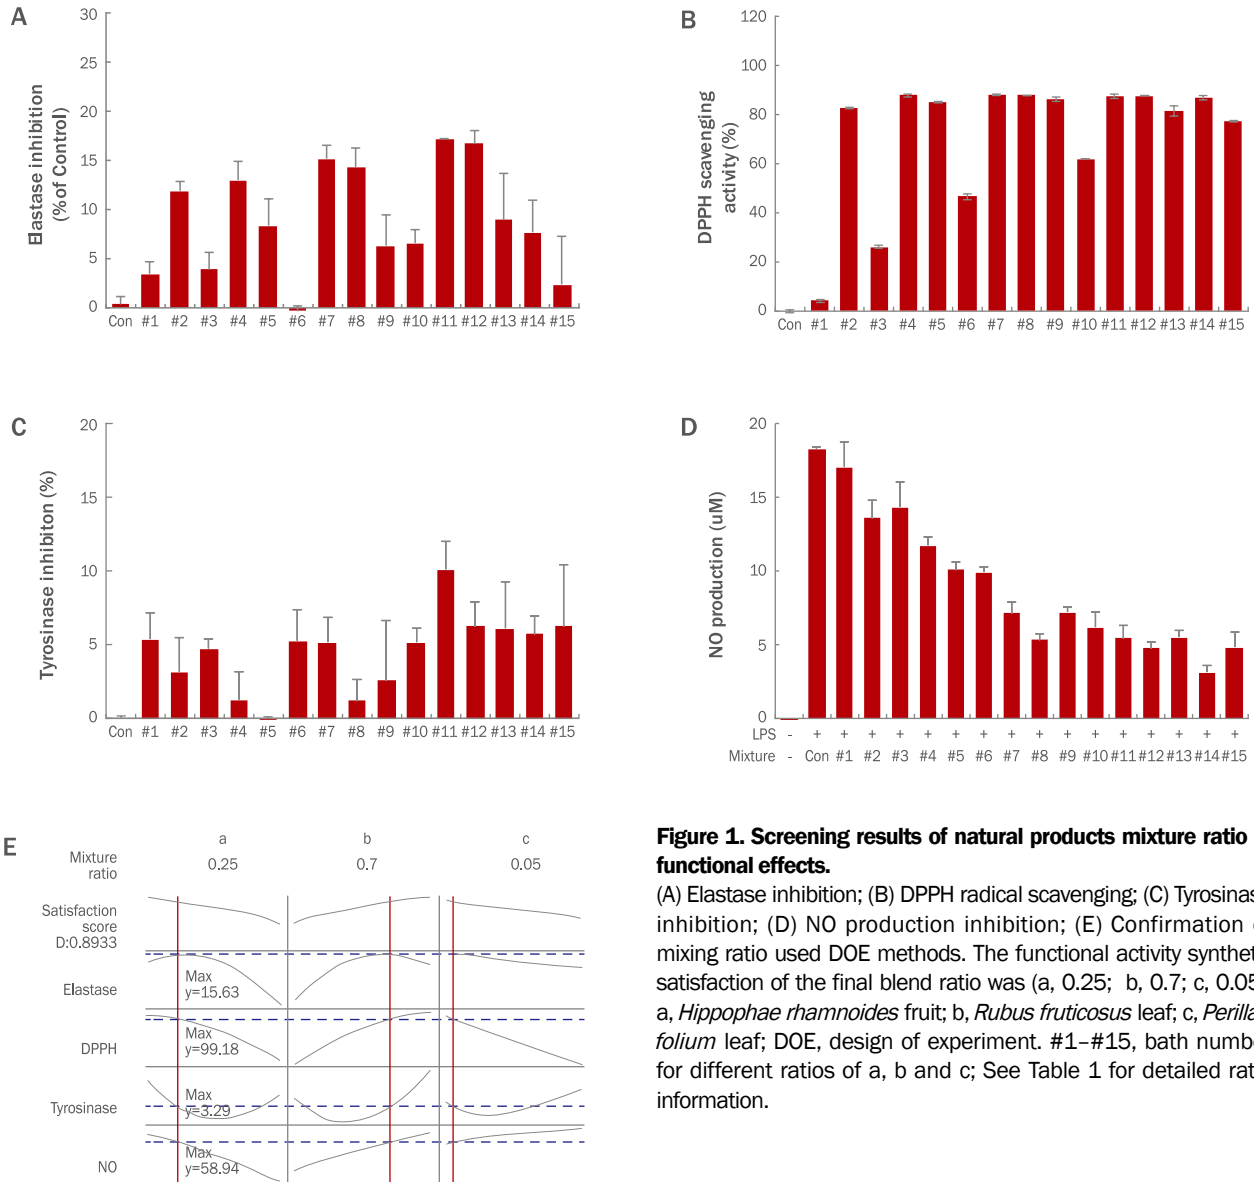 A
30
25
20
15
10
5
0
Elastase inhibition
(% of Control)
Con #1 #2 #3 #4 #5 #6 #7 #8 #9 #10 #11 #12 #13 #14 #15
B
120
100
80
60
40
20
0
DPPH scavenging
activity (%)
Con #1 #2 #3 #4 #5 #6 #7 #8 #9 #10 #11 #12 #13 #14 #15
C
20
15
10
5
0
Tyrosinase inhibiton (%)
Con #1 #2 #3 #4 #5 #6 #7 #8 #9 #10 #11 #12 #13 #14 #15
D
20
15
10
5
0
NO production (uM)
LPS - + + + + + + + + + + + + + + +
Mixture - Con #1 #2 #3 #4 #5 #6 #7 #8 #9 #10 #11 #12 #13 #14 #15
E
a b c
Mixture
ratio
0.25 0.7 0.05
Satisfaction
score
D:0.8933
Elastase
Max
y=15.63
DPPH
Max
y=99.18
Tyrosinase
Max
y=3.29
NO
Max
y=58.94
Figure 1. Screening results of natural products mixture ratio
functional effects.
(A) Elastase inhibition; (B) DPPH radical scavenging; (C) Tyrosinas
inhibition; (D) NO production inhibition; (E) Confirmation
mixing ratio used DOE methods. The functional activity synthet
satisfaction of the final blend ratio was (a, 0.25; b, 0.7; c, 0.05
a, Hippophae rhamnoides fruit; b, Rubus fruticosus leaf; c, Perilla
folium leaf; DOE, design of experiment. #1–#15, bath numbe
for different ratios of a, b and c; See Table 1 for detailed rat
information.